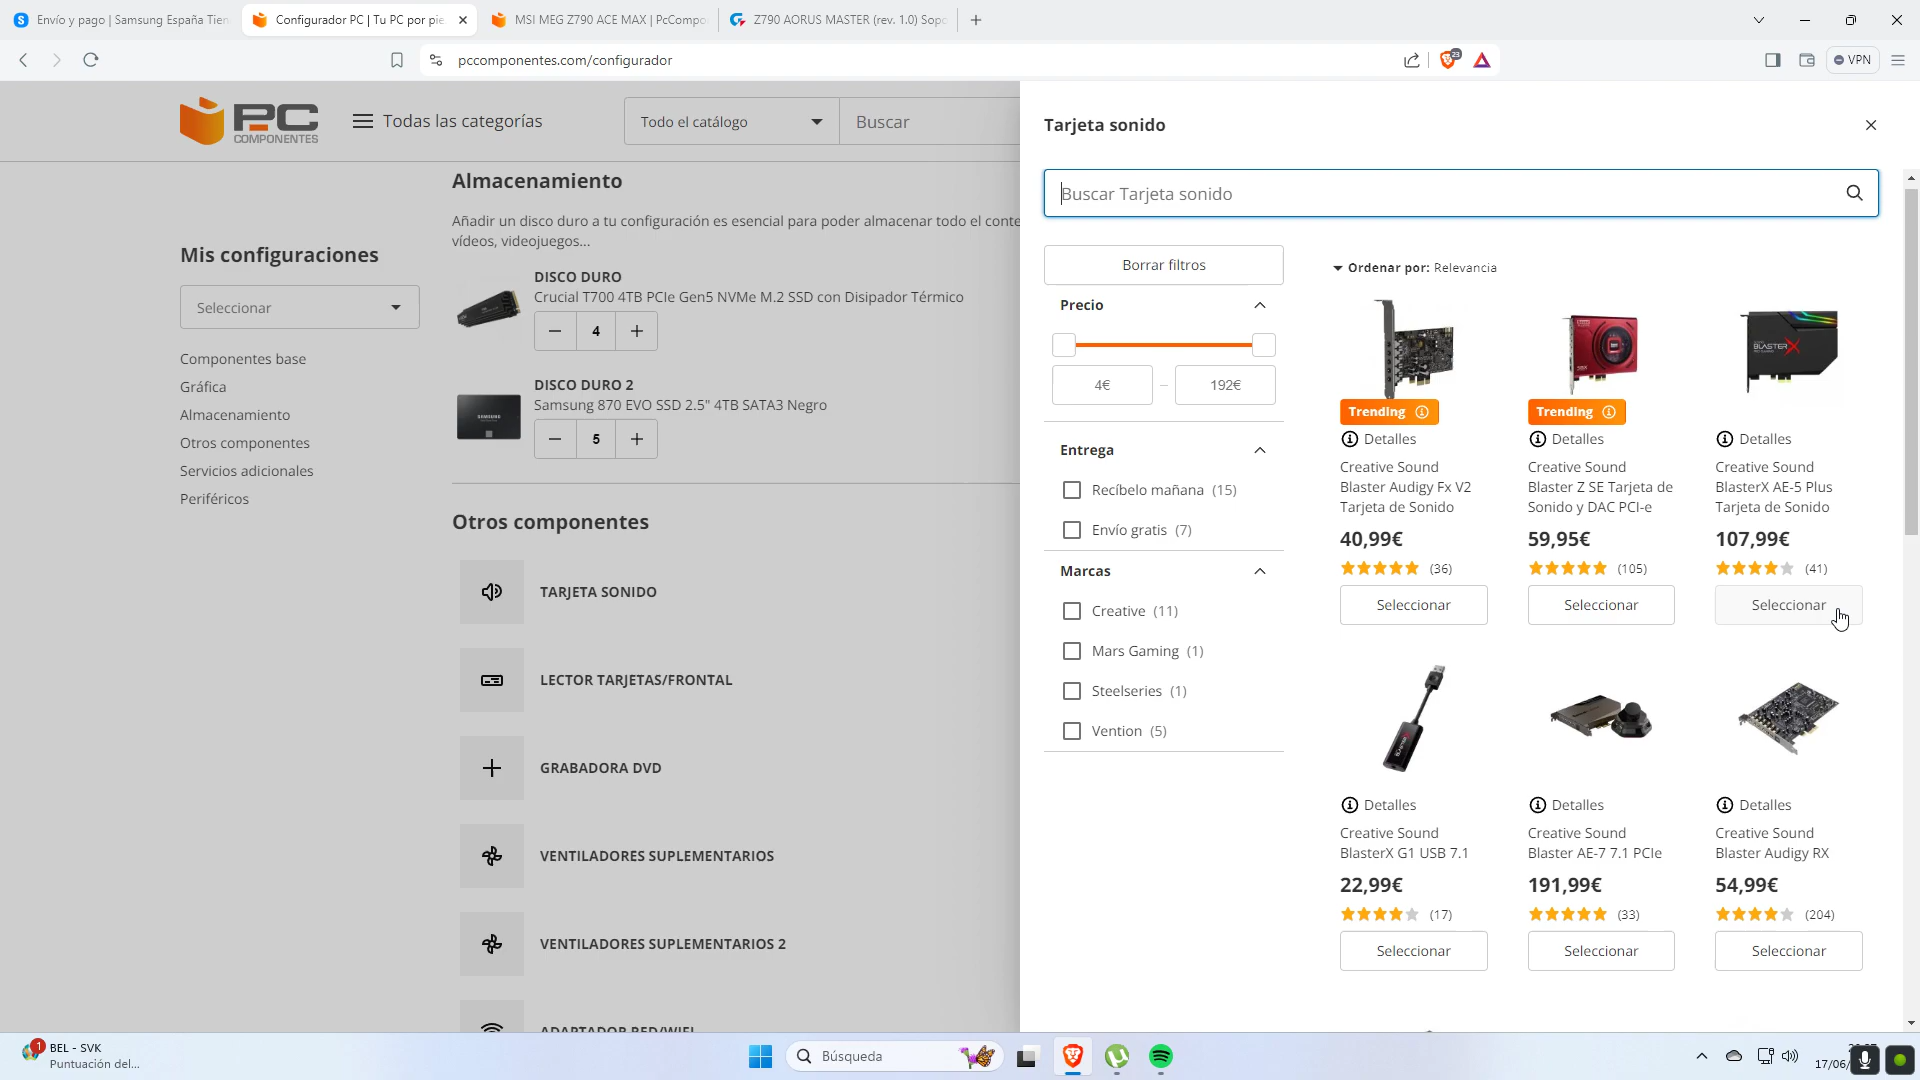 Envío y pago | Samsung España Tien
Configurador PC | Tu PC por pie
MSI MEG Z790 ACE MAX | PcCompo
Z790 AORUS MASTER (rev. 1.0) Sopo
pccomponentes.com/configurador
23
VPN
PC
COMPONENTES
Todas las categorías
Todo el catálogo
Buscar
Mis configuraciones
Seleccionar
Componentes base
Gráfica
Almacenamiento
Otros componentes
Servicios adicionales
Periféricos
Almacenamiento
Añadir un disco duro a tu configuración es esencial para poder almacenar todo el conte
vídeos, videojuegos...
DISCO DURO
Crucial T700 4TB PCIe Gen5 NVMe M.2 SSD con Disipador Térmico
4
DISCO DURO 2
Samsung 870 EVO SSD 2.5" 4TB SATA3 Negro
5
Otros componentes
TARJETA SONIDO
LECTOR TARJETAS/FRONTAL
GRABADORA DVD
VENTILADORES SUPLEMENTARIOS
VENTILADORES SUPLEMENTARIOS 2
ADAPTADOR RED/WIFI
Tarjeta sonido
Buscar Tarjeta sonido
Borrar filtros
Precio
4€ – 192€
Entrega
Recíbelo mañana (15)
Envío gratis (7)
Marcas
Creative (11)
Mars Gaming (1)
Steelseries (1)
Vention (5)
Ordenar por: Relevancia
Trending
Detalles
Creative Sound
Blaster Audigy Fx V2
Tarjeta de Sonido
40,99€
(36)
Seleccionar
Trending
Detalles
Creative Sound
Blaster Z SE Tarjeta de
Sonido y DAC PCI-e
59,95€
(105)
Seleccionar
BLASTERX
Detalles
Creative Sound
BlasterX AE-5 Plus
Tarjeta de Sonido
107,99€
(41)
Seleccionar
Detalles
Creative Sound
BlasterX G1 USB 7.1
22,99€
(17)
Seleccionar
Detalles
Creative Sound
Blaster AE-7 7.1 PCIe
191,99€
(33)
Seleccionar
Detalles
Creative Sound
Blaster Audigy RX
54,99€
(204)
Seleccionar
1
BEL - SVK
Puntuación del...
Búsqueda
17/06/